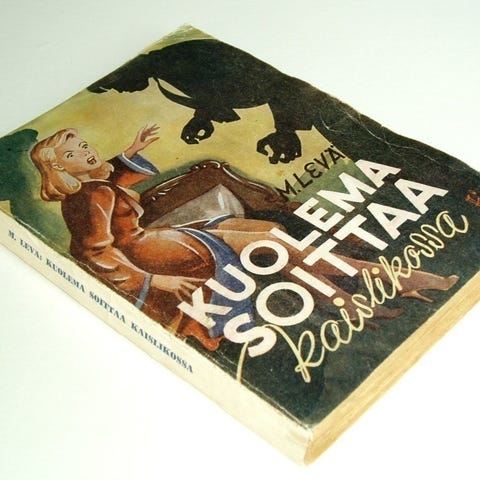 M. LEVÄ
KUOLEMA
SOITTAA
kaislikossa
M. LEVÄ: KUOLEMA SOITTAA KAISLIKOSSA